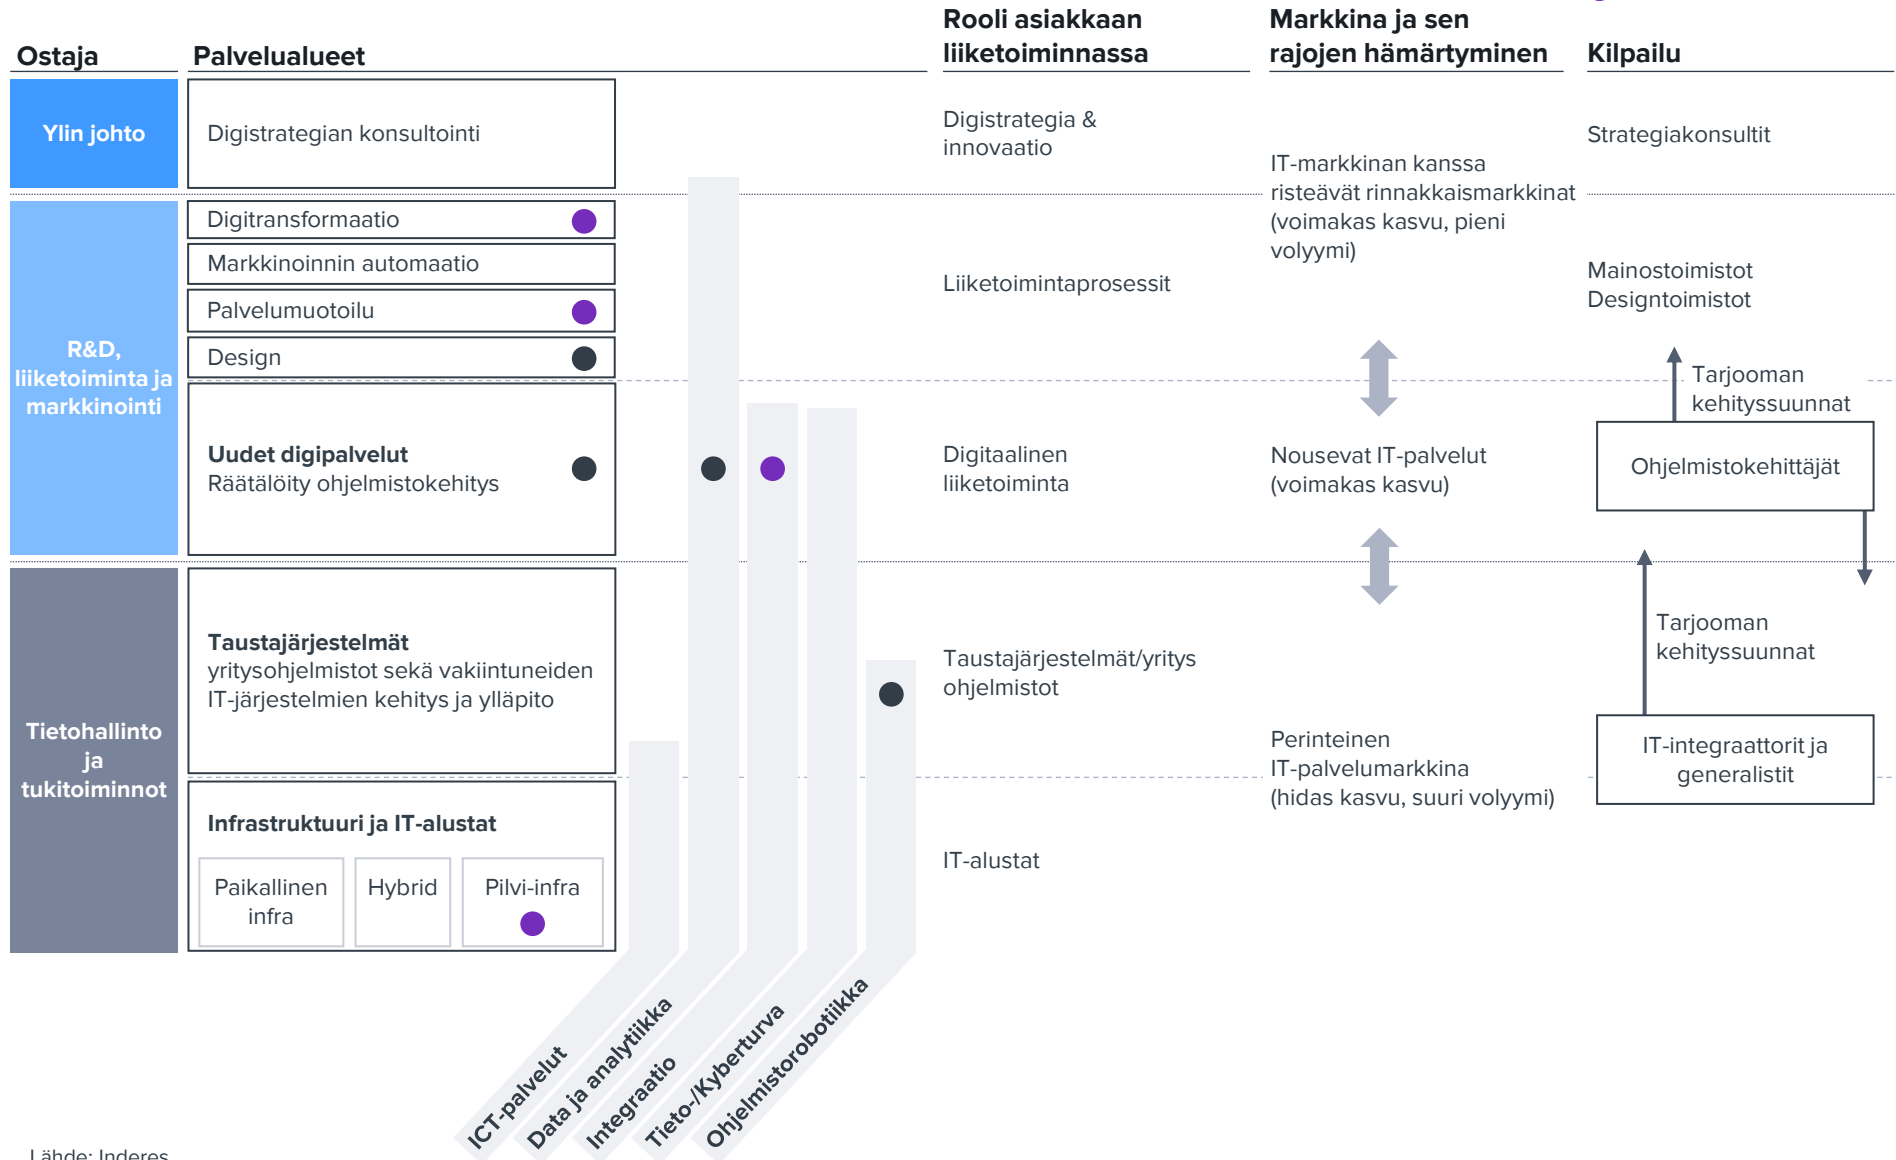 Ostaja
Palvelualueet
Rooli asiakkaan
liiketoiminnassa
Markkina ja sen
rajojen hämärtyminen
Kilpailu
Ylin johto
Digistrategian konsultointi
Digistrategia &
innovaatio
IT-markkinan kanssa
risteävät rinnakkaismarkkinat
(voimakas kasvu, pieni
volyymi)
Strategiakonsultit
R&D,
liiketoiminta ja
markkinointi
Digitransformaatio
Markkinoinnin automaatio
Palvelumuotoilu
Design
Liiketoimintaprosessit
Mainostoimistot
Designtoimistot
Tarjooman
kehityssuunnat
Uudet digipalvelut
Räätälöity ohjelmistokehitys
Digitaalinen
liiketoiminta
Nousevat IT-palvelut
(voimakas kasvu)
Ohjelmistokehittäjät
Tietohallinto
ja
tukitoiminnot
Taustajärjestelmät
yritysohjelmistot sekä vakiintuneiden
IT-järjestelmien kehitys ja ylläpito
Taustajärjestelmät/yritys
ohjelmistot
Tarjooman
kehityssuunnat
Perinteinen
IT-palvelumarkkina
(hidas kasvu, suuri volyymi)
IT-integraattorit ja
generalistit
Infrastruktuuri ja IT-alustat
Paikallinen
infra
Hybrid
Pilvi-infra
IT-alustat
ICT-palvelut
Data ja analytiikka
Integraatio
Tieto-/Kyberturva
Ohjelmistorobotiikka
Lähde: Inderes